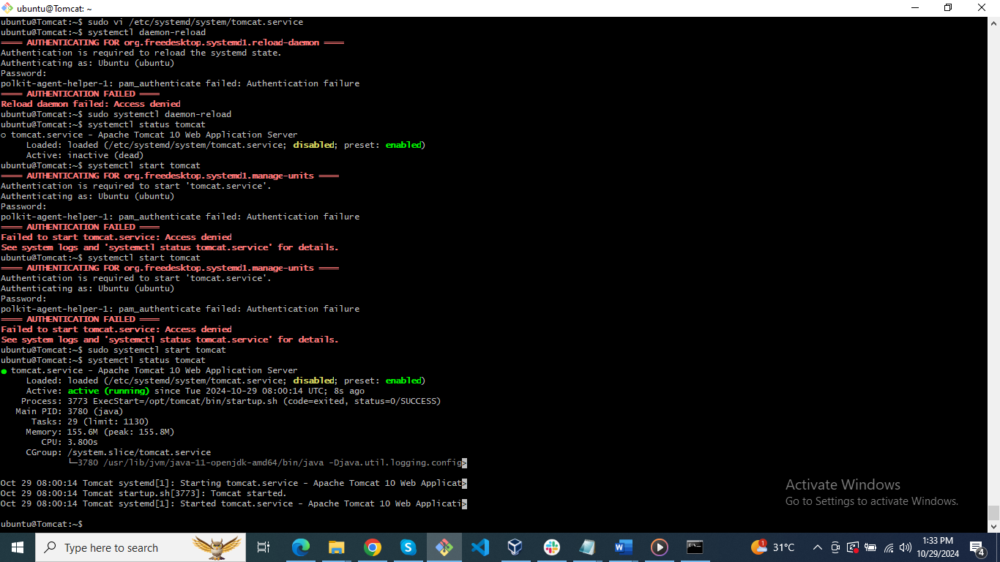 ubuntu@Tomcat: ~
ubuntu@Tomcat:~$ sudo vi /etc/systemd/system/tomcat.service
ubuntu@Tomcat:~$ systemctl daemon-reload
==== AUTHENTICATING FOR org.freedesktop.systemd1.reload-daemon ====
Authentication is required to reload the systemd state.
Authenticating as: Ubuntu (ubuntu)
Password:
polkit-agent-helper-1: pam_authenticate failed: Authentication failure
==== AUTHENTICATION FAILED ====
Reload daemon failed: Access denied
ubuntu@Tomcat:~$ sudo systemctl daemon-reload
ubuntu@Tomcat:~$ systemctl status tomcat
○ tomcat.service - Apache Tomcat 10 Web Application Server
     Loaded: loaded (/etc/systemd/system/tomcat.service; disabled; preset: enabled)
     Active: inactive (dead)
ubuntu@Tomcat:~$ systemctl start tomcat
==== AUTHENTICATING FOR org.freedesktop.systemd1.manage-units ====
Authentication is required to start 'tomcat.service'.
Authenticating as: Ubuntu (ubuntu)
Password:
polkit-agent-helper-1: pam_authenticate failed: Authentication failure
==== AUTHENTICATION FAILED ====
Failed to start tomcat.service: Access denied
See system logs and 'systemctl status tomcat.service' for details.
ubuntu@Tomcat:~$ systemctl start tomcat
==== AUTHENTICATING FOR org.freedesktop.systemd1.manage-units ====
Authentication is required to start 'tomcat.service'.
Authenticating as: Ubuntu (ubuntu)
Password:
polkit-agent-helper-1: pam_authenticate failed: Authentication failure
==== AUTHENTICATION FAILED ====
Failed to start tomcat.service: Access denied
See system logs and 'systemctl status tomcat.service' for details.
ubuntu@Tomcat:~$ sudo systemctl start tomcat
ubuntu@Tomcat:~$ systemctl status tomcat
● tomcat.service - Apache Tomcat 10 Web Application Server
     Loaded: loaded (/etc/systemd/system/tomcat.service; disabled; preset: enabled)
     Active: active (running) since Tue 2024-10-29 08:00:14 UTC; 8s ago
    Process: 3773 ExecStart=/opt/tomcat/bin/startup.sh (code=exited, status=0/SUCCESS)
   Main PID: 3780 (java)
      Tasks: 29 (limit: 1130)
     Memory: 155.6M (peak: 155.8M)
        CPU: 3.800s
     CGroup: /system.slice/tomcat.service
             └─3780 /usr/lib/jvm/java-11-openjdk-amd64/bin/java -Djava.util.logging.config>
Oct 29 08:00:14 Tomcat systemd[1]: Starting tomcat.service - Apache Tomcat 10 Web Applicat>
Oct 29 08:00:14 Tomcat startup.sh[3773]: Tomcat started.
Oct 29 08:00:14 Tomcat systemd[1]: Started tomcat.service - Apache Tomcat 10 Web Applicati>
ubuntu@Tomcat:~$
Activate Windows
Go to Settings to activate Windows.
Type here to search
1
31°C
1:33 PM
10/29/2024
4